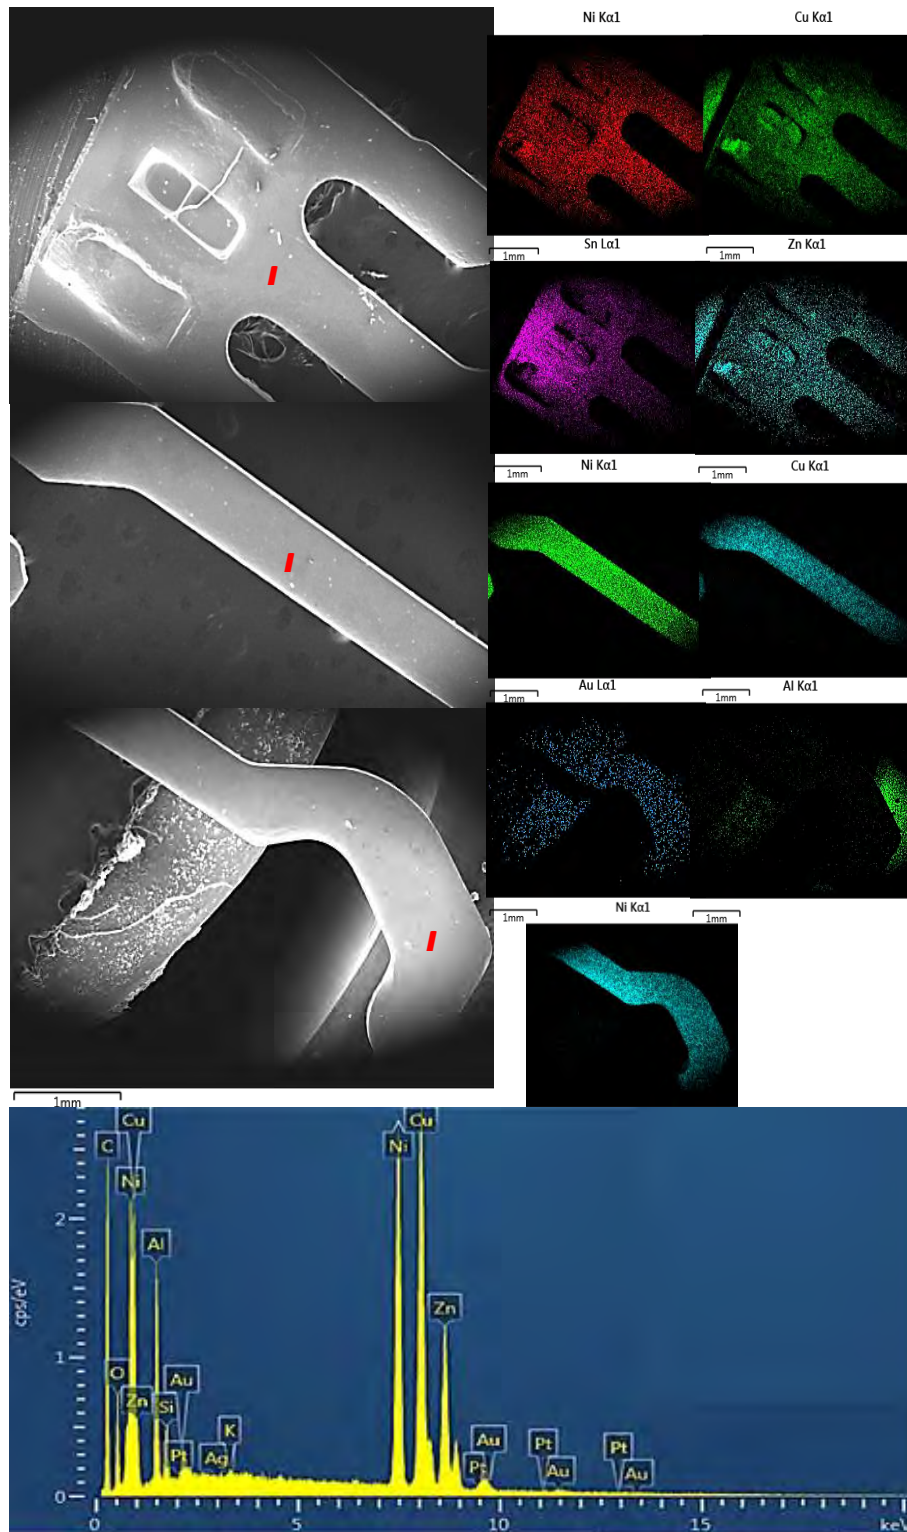 Ni Kα1
Cu Kα1
1mm
1mm
Sn Lα1
Zn Kα1
1mm
1mm
Ni Kα1
Cu Kα1
1mm
1mm
Au Lα1
Al Kα1
1mm
1mm
Ni Kα1
1mm
Cu
C
Ni
Cu
Ni
2
Al
cps/eV
Zn
1
O
Au
Zn
Si
K
Au
Pt
Pt
Pt
Ag
Pt
Au
Au
0
0
5
10
15
keV